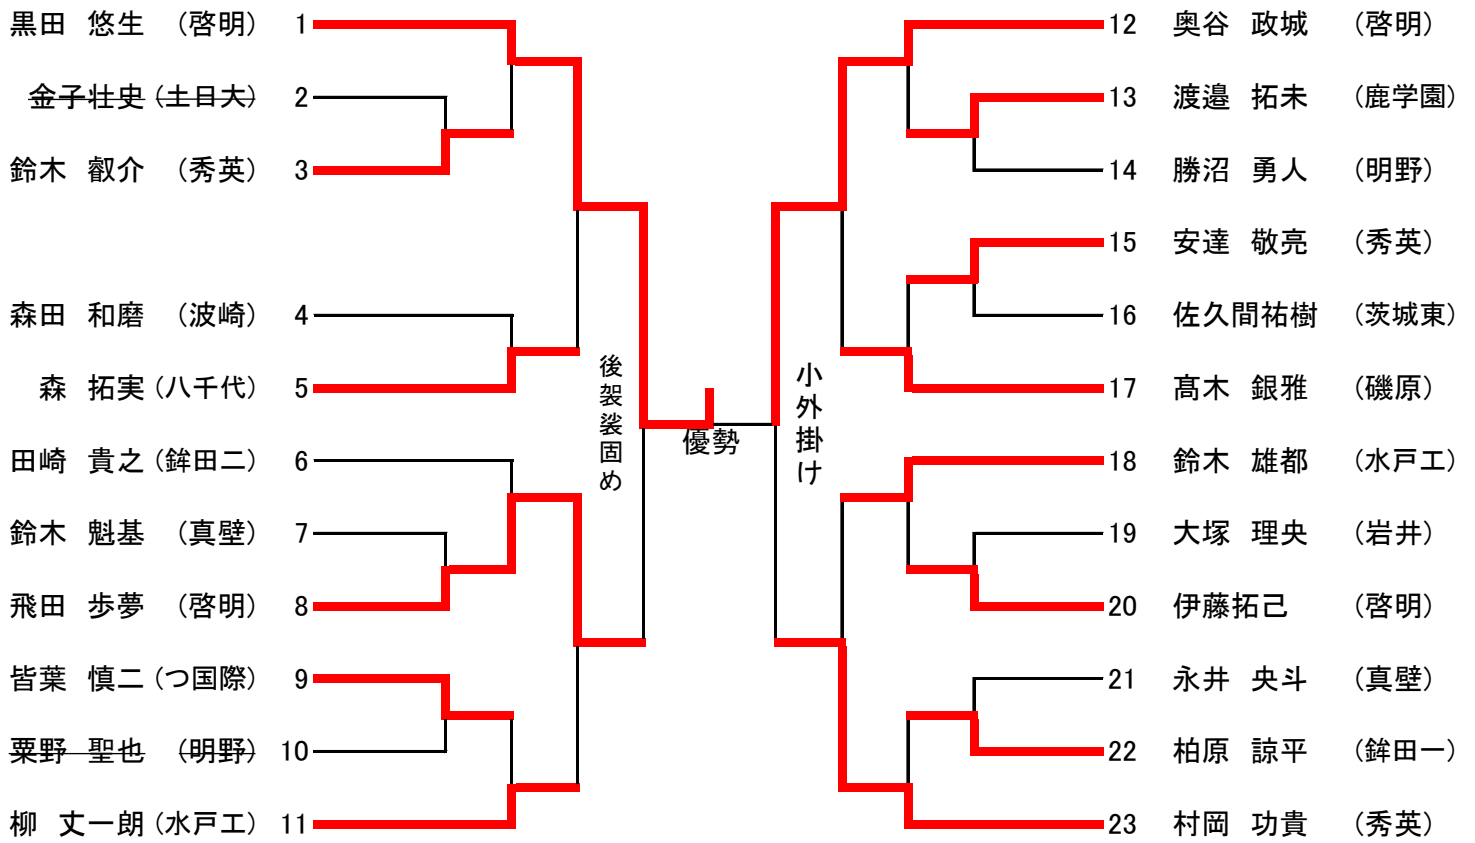 黒田 悠生 (啓明) 1
金子壮史 (土日大) 2
鈴木 叡介 (秀英) 3
森田 和磨 (波崎) 4
森 拓実 (八千代) 5
田崎 貴之 (鉾田二) 6
鈴木 魁基 (真壁) 7
飛田 歩夢 (啓明) 8
皆葉 慎二 (つ国際) 9
粟野 聖也 (明野) 10
柳 丈一朗 (水戸工) 11
後袈裟固め
優勢
小外掛け
12 奥谷 政城 (啓明)
13 渡邉 拓未 (鹿学園)
14 勝沼 勇人 (明野)
15 安達 敬亮 (秀英)
16 佐久間祐樹 (茨城東)
17 髙木 銀雅 (磯原)
18 鈴木 雄都 (水戸工)
19 大塚 理央 (岩井)
20 伊藤拓己 (啓明)
21 永井 央斗 (真壁)
22 柏原 諒平 (鉾田一)
23 村岡 功貴 (秀英)